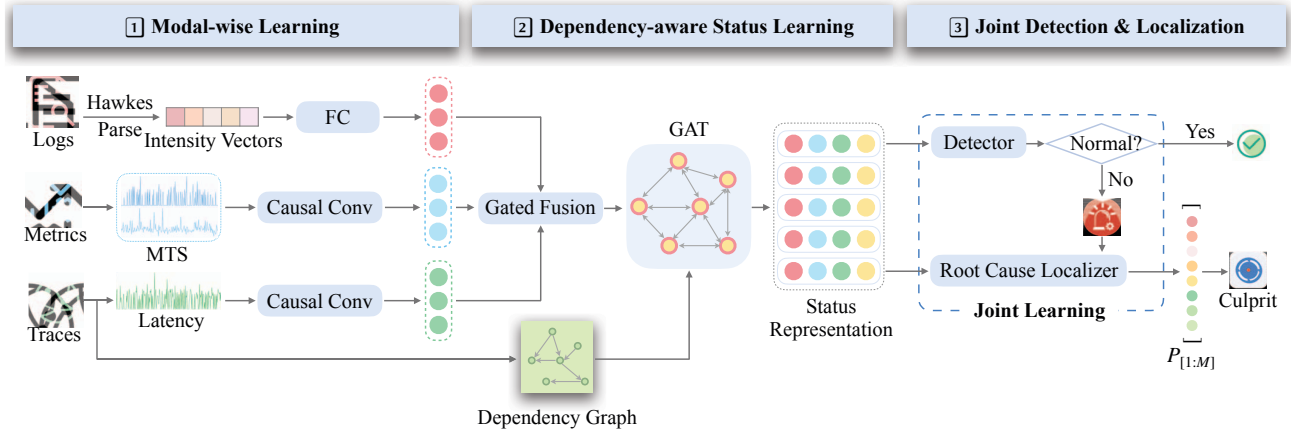 1 Modal-wise Learning
2 Dependency-aware Status Learning
3 Joint Detection & Localization
Logs
Hawkes
Parse
Intensity Vectors
FC
Metrics
MTS
Causal Conv
Traces
Latency
Causal Conv
Gated Fusion
GAT
Dependency Graph
Status
Representation
Detector
Normal?
Yes
No
Root Cause Localizer
Joint Learning
P[1:M]
Culprit